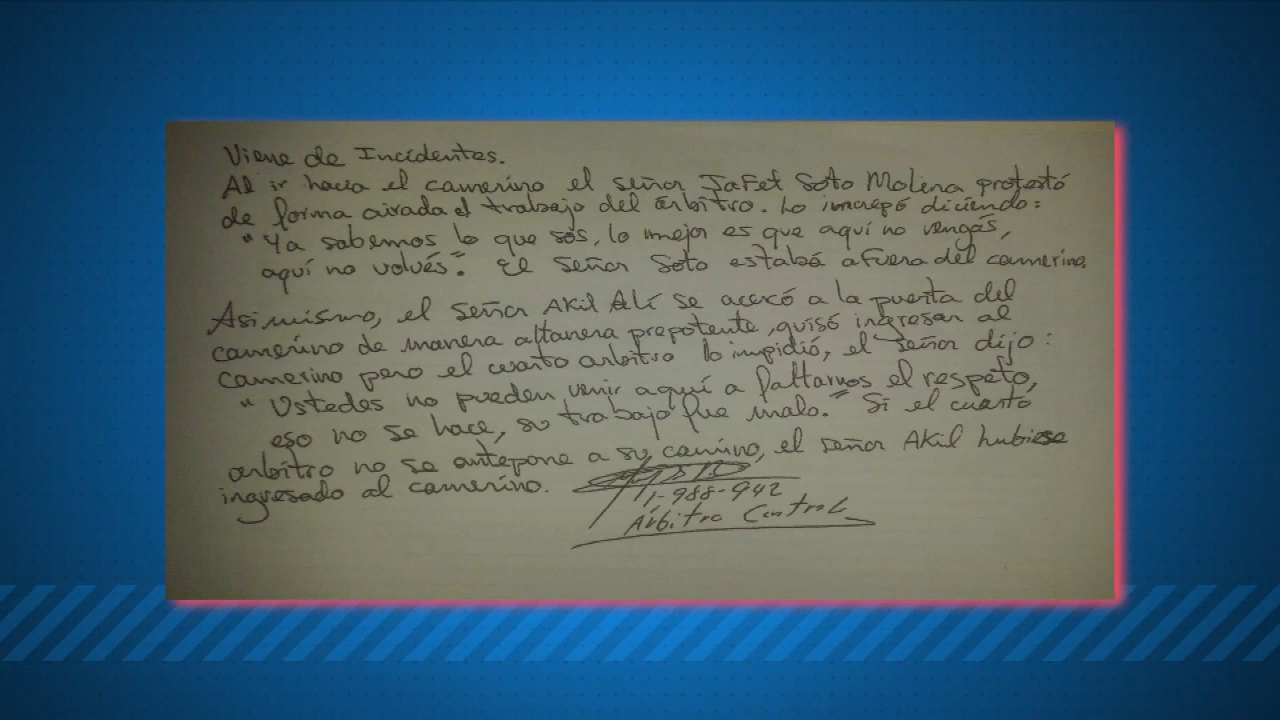 Viene de Incidentes.
Al ir hacia el camerino el señor Jafet Soto Molina protestó
de forma airada el trabajo del árbitro. Lo increpó diciendo:
"Ya sabemos lo que sós, lo mejor es que aquí no vengás,
aquí no volvés". El señor Soto estaba afuera del camerino.
Asimismo, el señor Akil Alí se acercó a la puerta del
camerino de manera altanera prepotente, quisó ingresar al
camerino pero el cuarto árbitro lo impidió, el señor dijo:
"Ustedes no pueden venir aquí a faltarnos el respeto,
eso no se hace, su trabajo fue malo." Si el cuarto
árbitro no se antepone a su camino, el señor Akil hubiese
ingresado al camerino.
1-988-942
Árbitro Central